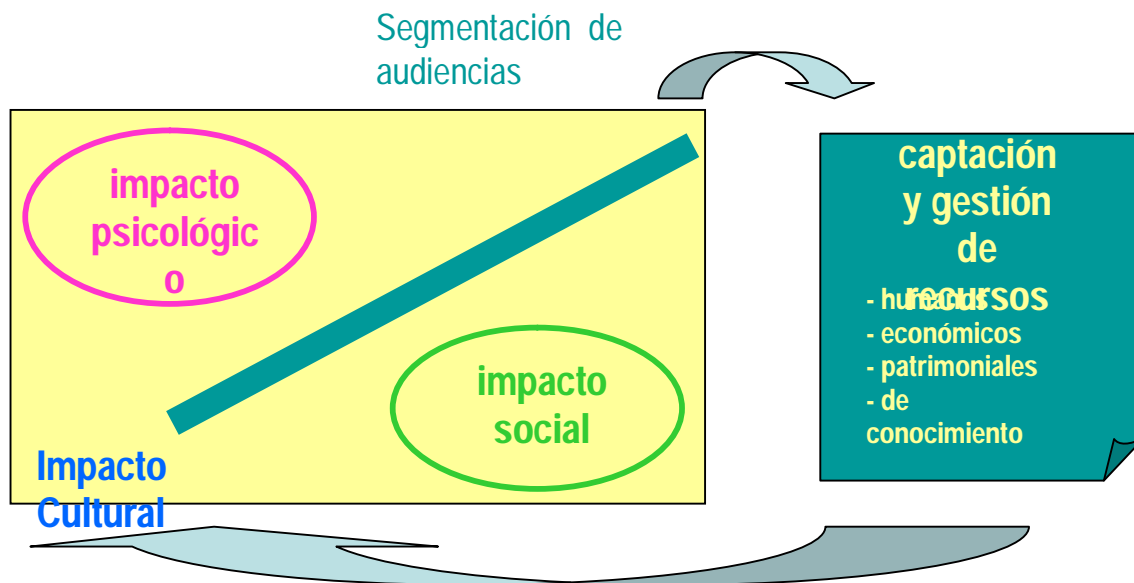 Segmentación de
audiencias
impacto
psicológic
o
impacto
social
Impacto
Cultural
captación
y gestión
de
recursos
- humanos
- económicos
- patrimoniales
- de
conocimiento